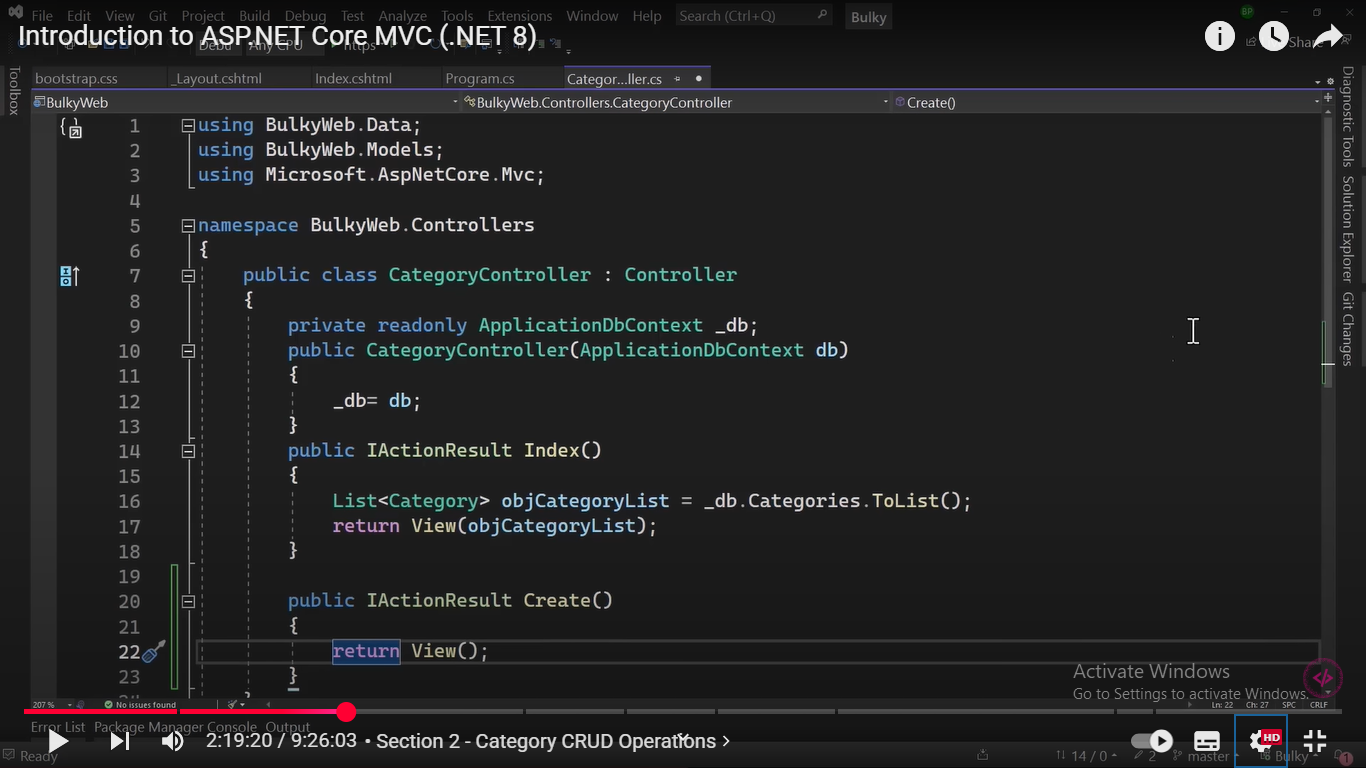 File Edit View Git Project Build Debug Test Analyze Tools Extensions Window Help Search (Ctrl+Q) Bulky BP
Introduction to ASP.NET Core MVC (.NET 8)
Debug Any CPU https Share
bootstrap.css _Layout.cshtml Index.cshtml Program.cs Categor...ller.cs
Toolbox
BulkyWeb BulkyWeb.Controllers.CategoryController Create()
Diagnostic Tools
Solution Explorer
Git Changes
1 using BulkyWeb.Data;
2 using BulkyWeb.Models;
3 using Microsoft.AspNetCore.Mvc;
4
5 namespace BulkyWeb.Controllers
6 {
7 public class CategoryController : Controller
8 {
9 private readonly ApplicationDbContext _db;
10 public CategoryController(ApplicationDbContext db)
11 {
12 _db= db;
13 }
14 public IActionResult Index()
15 {
16 List<Category> objCategoryList = _db.Categories.ToList();
17 return View(objCategoryList);
18 }
19
20 public IActionResult Create()
21 {
22 return View();
23 }
Activate Windows
Go to Settings to activate Windows.
207 % No issues found Ln: 22 Ch: 27 SPC CRLF
Error List Package Manager Console Output
2:19:20 / 9:26:03 • Section 2 - Category CRUD Operations >
HD
Ready 14 / 0 2 master Bulky 1